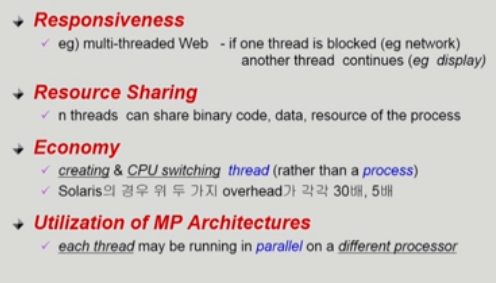 Responsiveness
eg) multi-threaded Web - if one thread is blocked (eg network)
another thread continues (eg display)
Resource Sharing
n threads can share binary code, data, resource of the process
Economy
creating & CPU switching thread (rather than a process)
Solaris의 경우 위 두 가지 overhead가 각각 30배, 5배
Utilization of MP Architectures
each thread may be running in parallel on a different processor